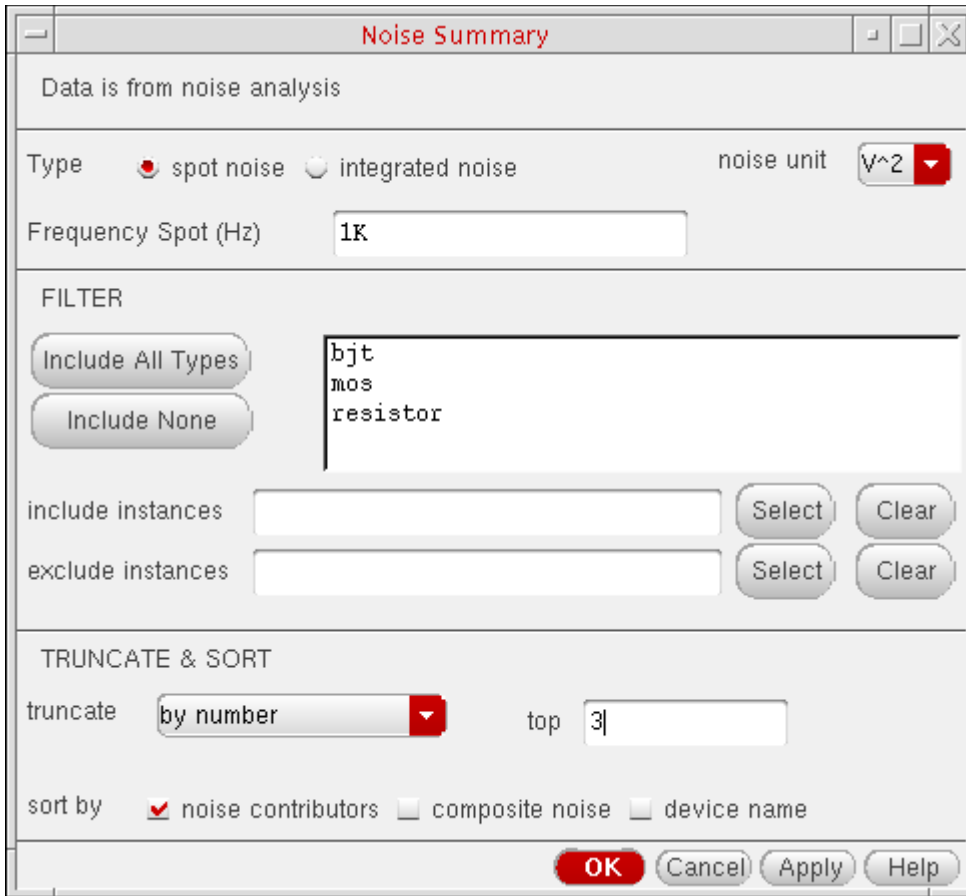 Noise Summary
Data is from noise analysis
Type spot noise integrated noise noise unit V^2
Frequency Spot (Hz) 1K
FILTER
Include All Types
Include None
bjt
mos
resistor
include instances Select Clear
exclude instances Select Clear
TRUNCATE & SORT
truncate by number top 3
sort by noise contributors composite noise device name
OK Cancel Apply Help